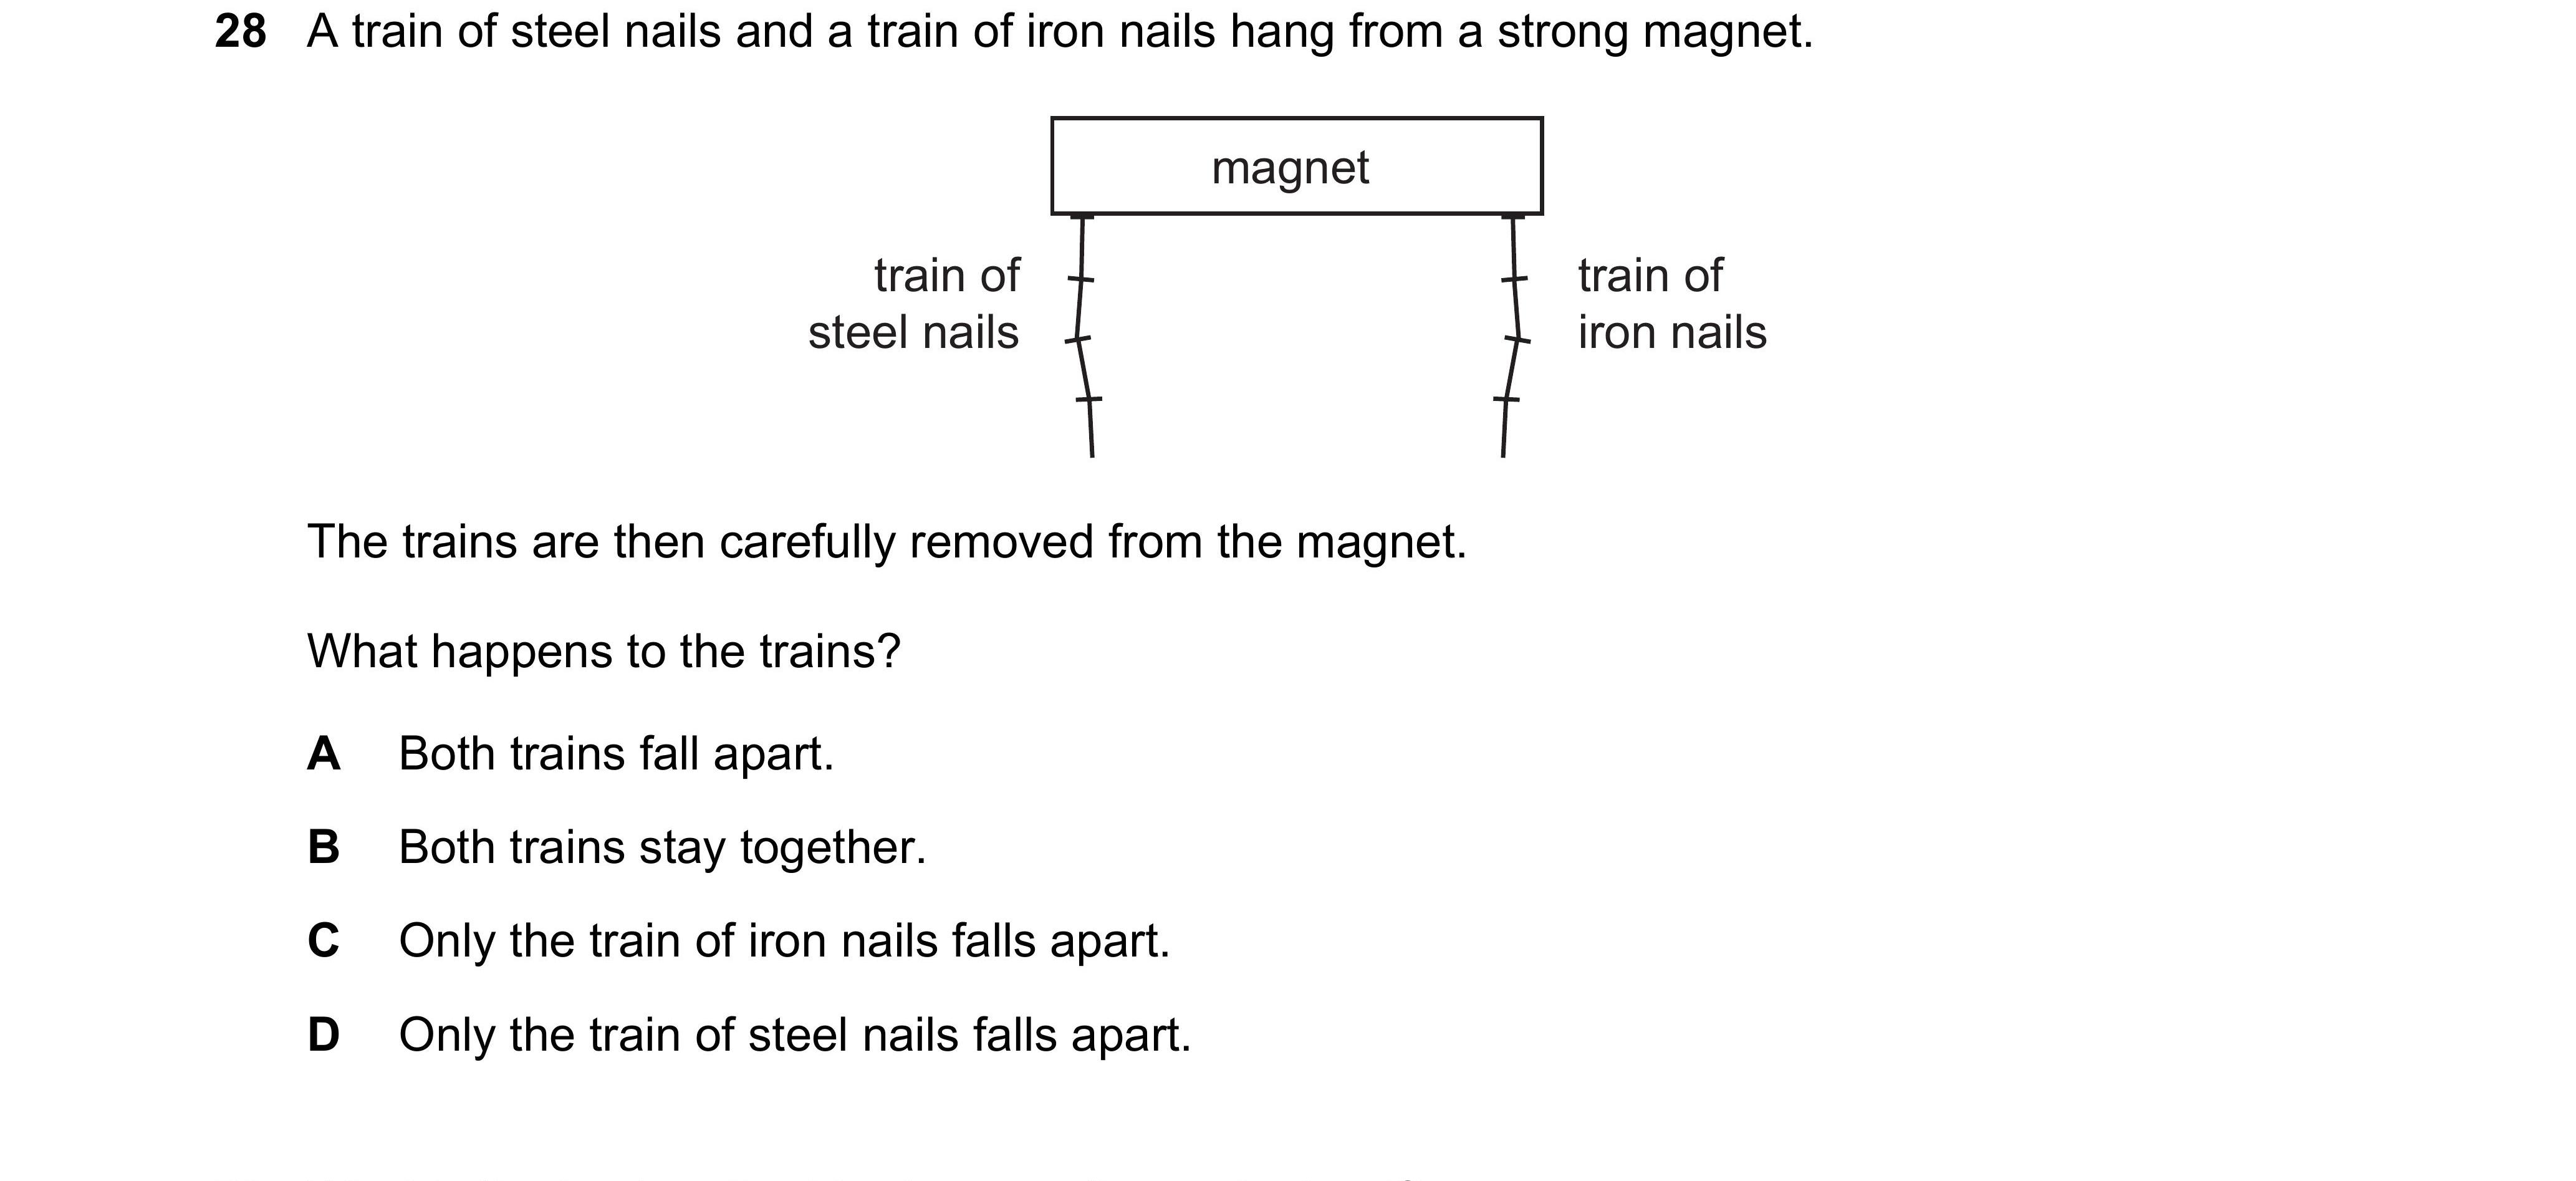 28 A train of steel nails and a train of iron nails hang from a strong magnet.
magnet
train of
steel nails
train of
iron nails
The trains are then carefully removed from the magnet.
What happens to the trains?
A Both trains fall apart.
B Both trains stay together.
C Only the train of iron nails falls apart.
D Only the train of steel nails falls apart.